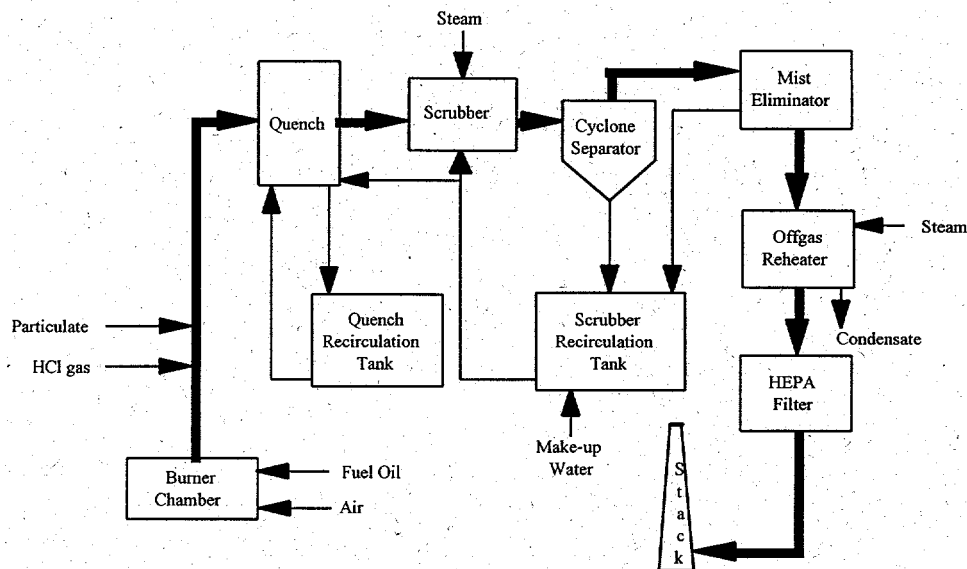 Steam
Quench
Scrubber
Cyclone
Separator
Mist
Eliminator
Offgas
Reheater
Steam
Condensate
Particulate
HCl gas
Quench
Recirculation
Tank
Scrubber
Recirculation
Tank
HEPA
Filter
Make-up
Water
Burner
Chamber
Fuel Oil
Air
S
t
a
c
k